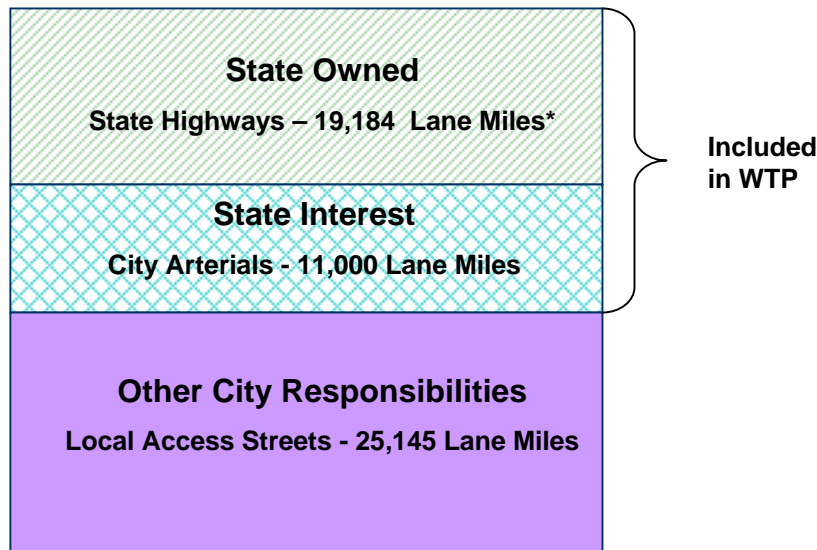 State Owned
State Highways – 19,184 Lane Miles*
Included
in WTP
State Interest
City Arterials - 11,000 Lane Miles
Other City Responsibilities
Local Access Streets - 25,145 Lane Miles